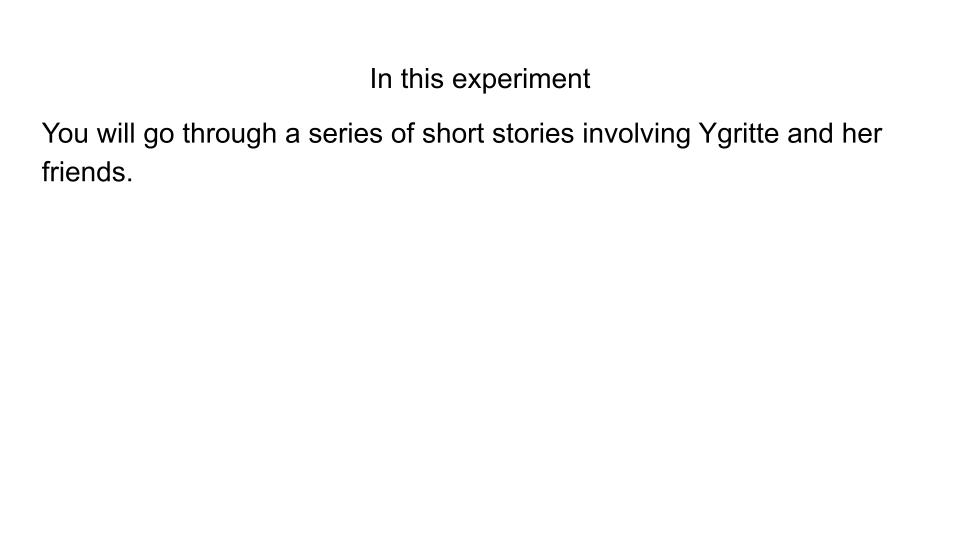 In this experiment
You will go through a series of short stories involving Ygritte and her
friends.